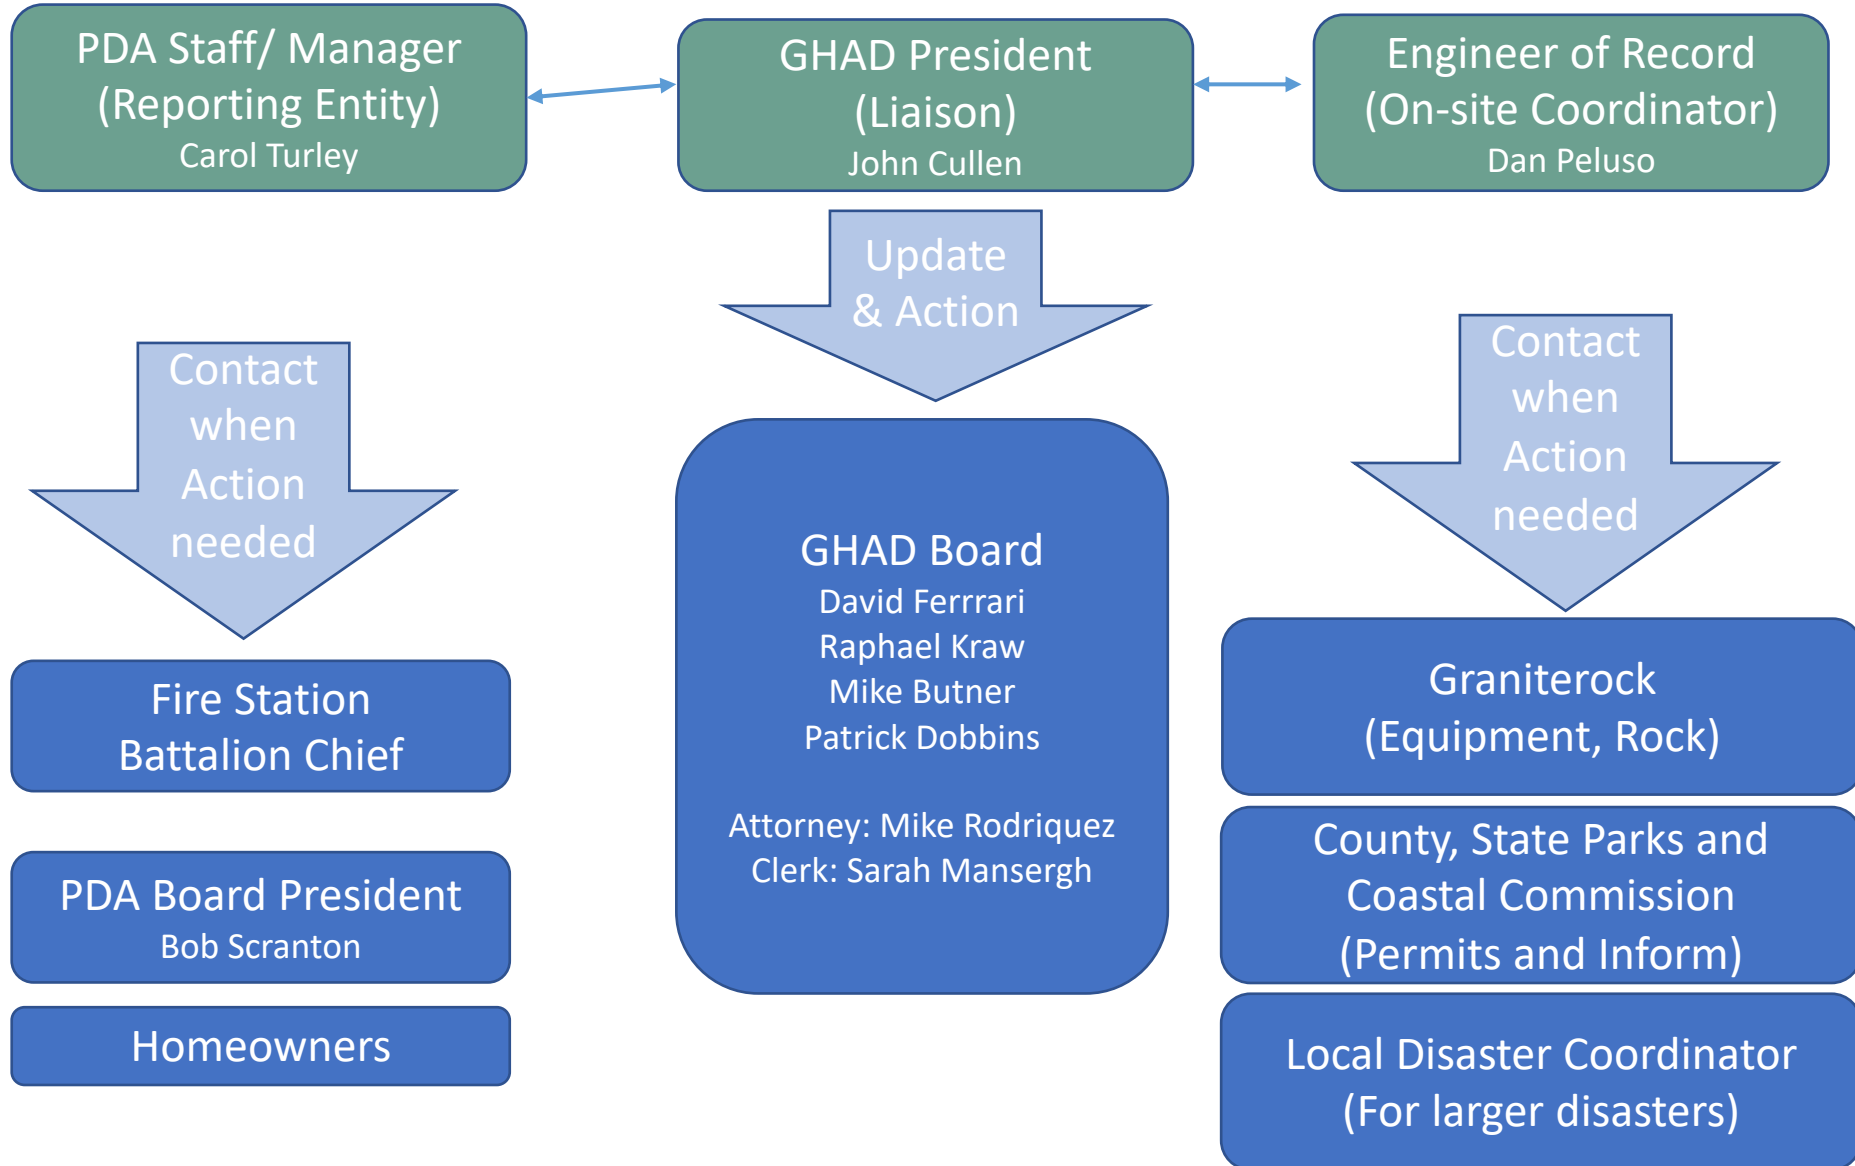 PDA Staff/ Manager
(Reporting Entity)
Carol Turley
GHAD President
(Liaison)
John Cullen
Engineer of Record
(On-site Coordinator)
Dan Peluso
Contact
when
Action
needed
Update
& Action
Contact
when
Action
needed
Fire Station
Battalion Chief
PDA Board President
Bob Scranton
Homeowners
GHAD Board
David Ferrrari
Raphael Kraw
Mike Butner
Patrick Dobbins
Attorney: Mike Rodriquez
Clerk: Sarah Mansergh
Graniterock
(Equipment, Rock)
County, State Parks and
Coastal Commission
(Permits and Inform)
Local Disaster Coordinator
(For larger disasters)